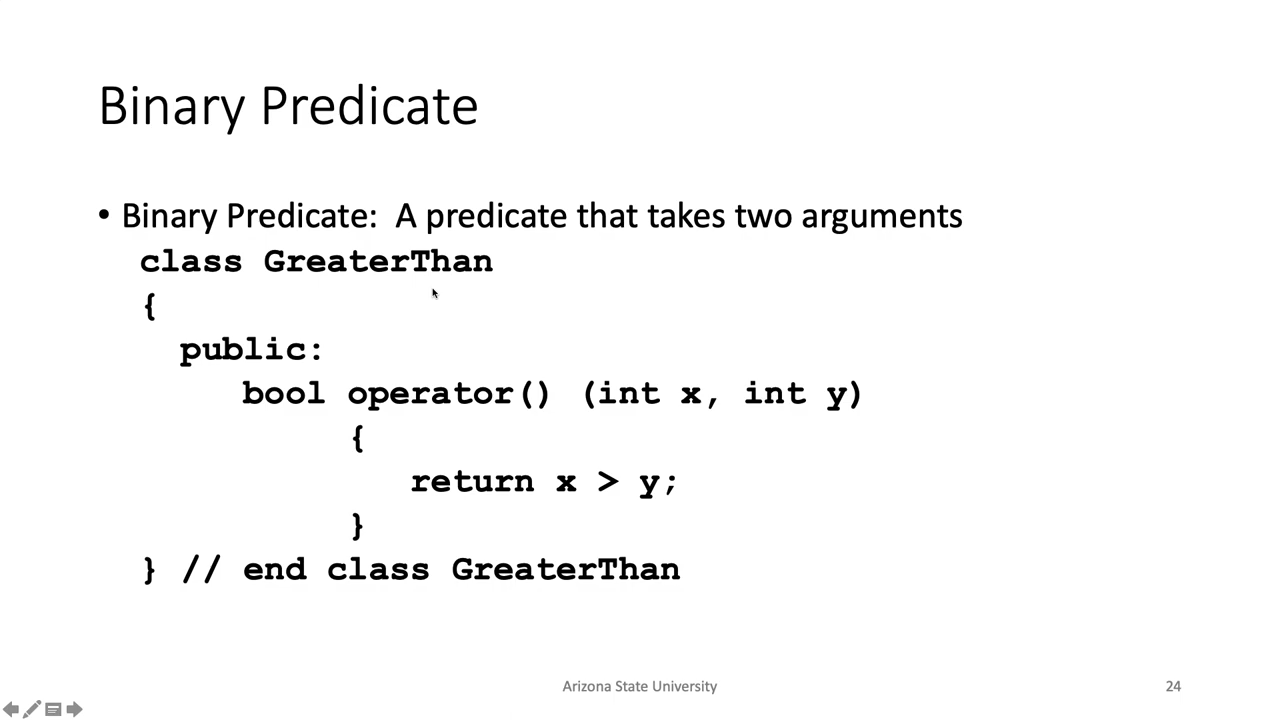 Binary Predicate
• Binary Predicate: A predicate that takes two arguments
class GreaterThan
{
public:
bool operator() (int x, int y)
{
return x > y;
}
} // end class GreaterThan
Arizona State University
24